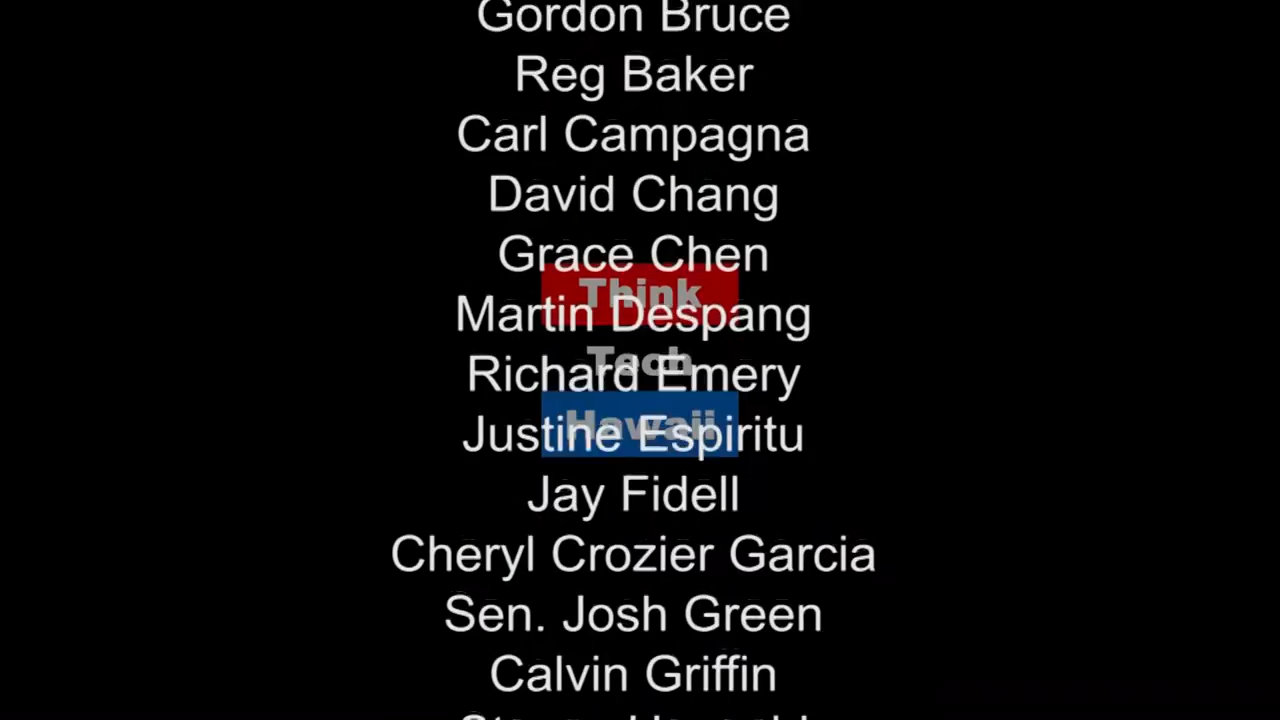 Gordon Bruce
Reg Baker
Carl Campagna
David Chang
Grace Chen
Think
Martin Despang
Tech
Richard Emery
Hawaii
Justine Espiritu
Jay Fidell
Cheryl Crozier Garcia
Sen. Josh Green
Calvin Griffin